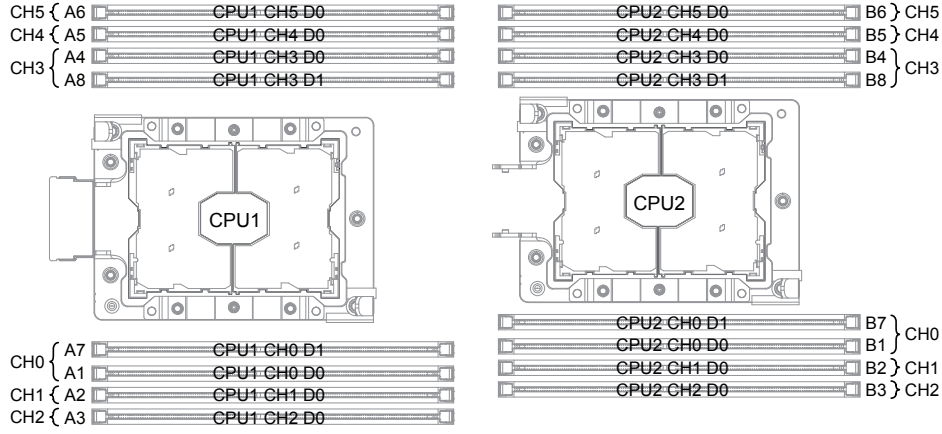 CH5 { A6 CPU1 CH5 D0
CH4 { A5 CPU1 CH4 D0
CH3 { A4 CPU1 CH3 D0
A8 CPU1 CH3 D1
CPU2 CH5 D0 B6 } CH5
CPU2 CH4 D0 B5 } CH4
CPU2 CH3 D0 B4 } CH3
CPU2 CH3 D1 B8
CPU1
CPU2
CH0 { A7 CPU1 CH0 D1
A1 CPU1 CH0 D0
CH1 { A2 CPU1 CH1 D0
CH2 { A3 CPU1 CH2 D0
CPU2 CH0 D1 B7 } CH0
CPU2 CH0 D0 B1
CPU2 CH1 D0 B2 } CH1
CPU2 CH2 D0 B3 } CH2